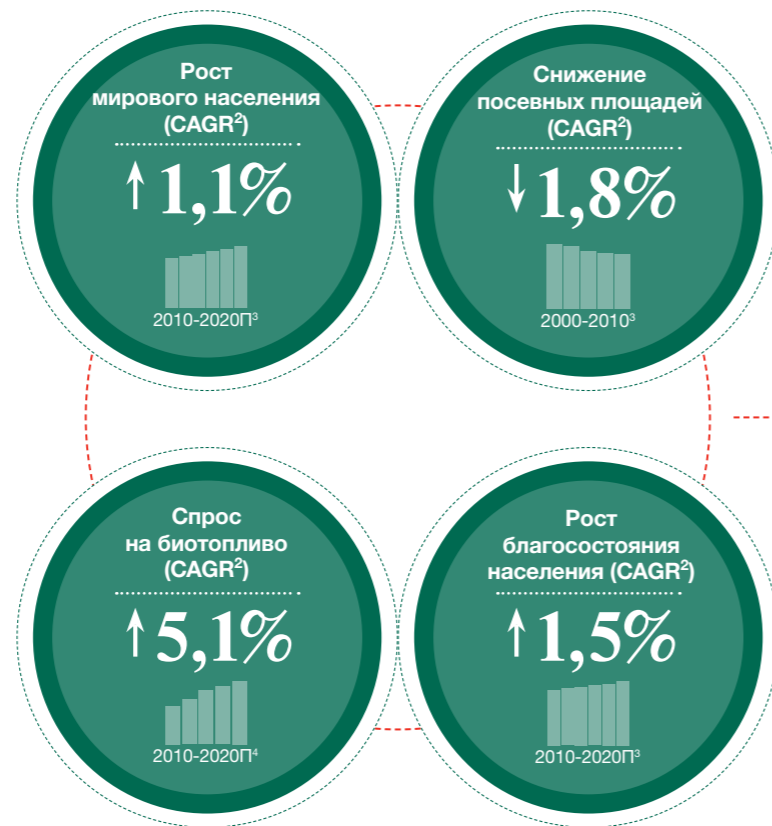 Рост
мирового населения
(CAGR²)
↑ 1,1%
2010-2020П³
Снижение
посевных площадей
(CAGR²)
↓ 1,8%
2000-2010³
Спрос
на биотопливо
(CAGR²)
↑ 5,1%
2010-2020П⁴
Рост
благосостояния
населения (CAGR²)
↑ 1,5%
2010-2020П³